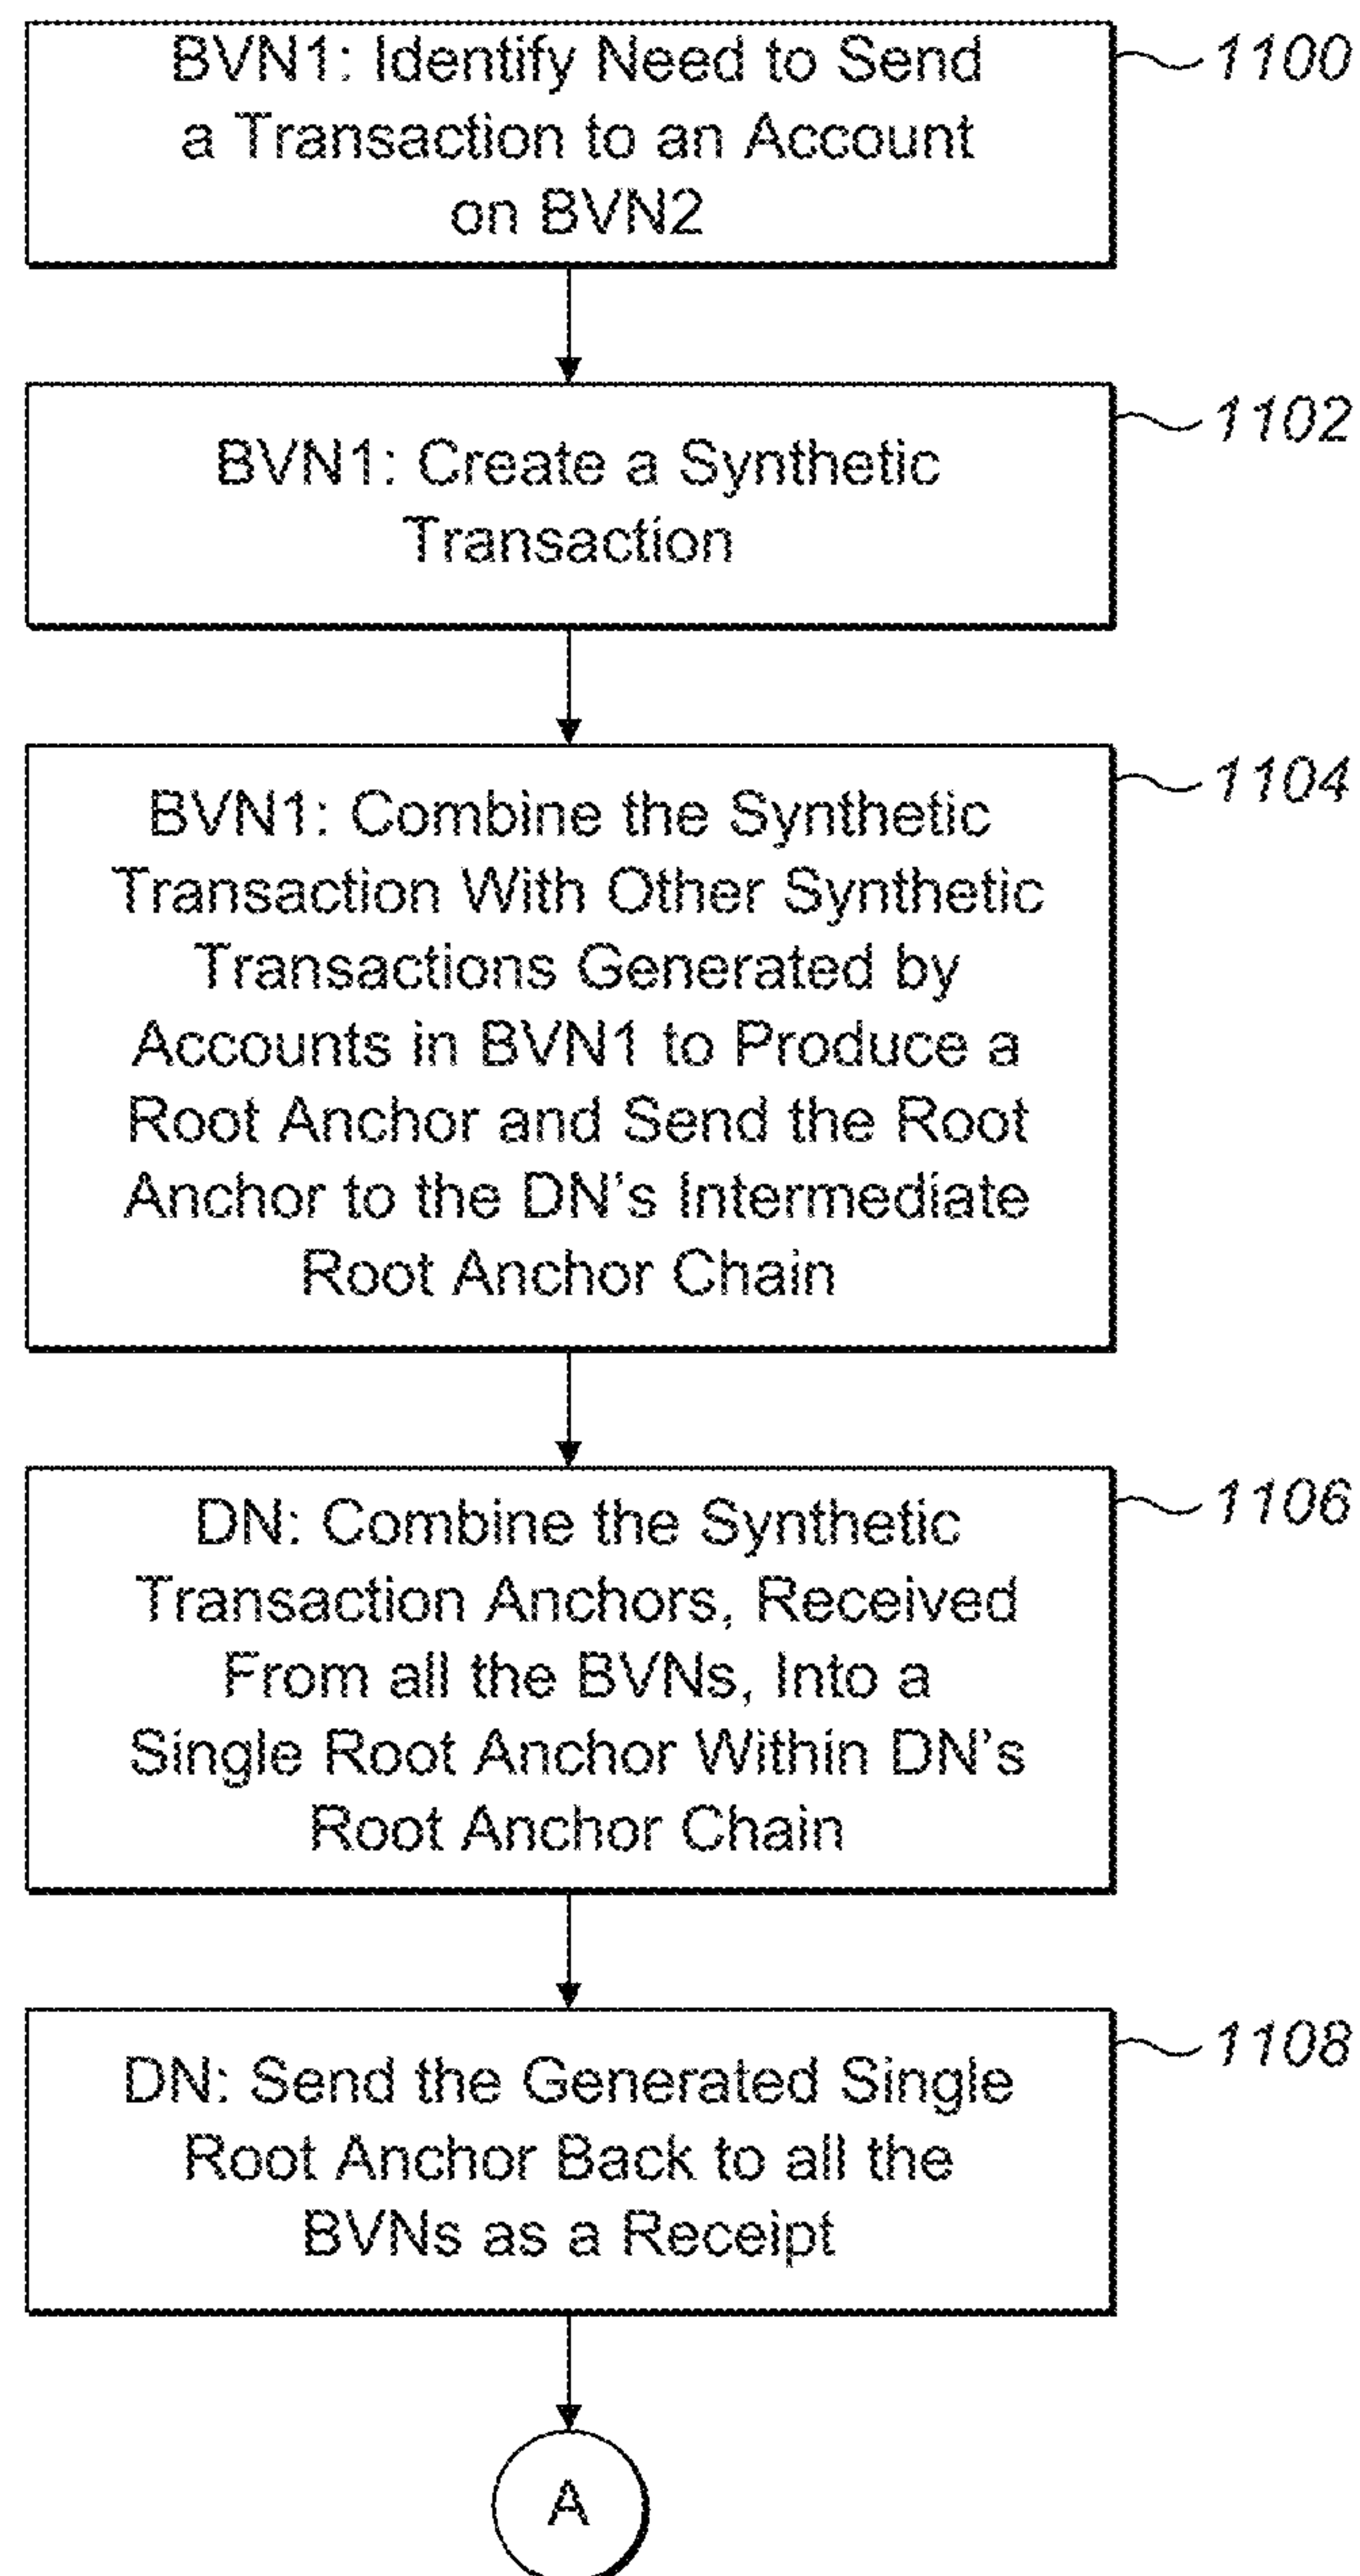 BVN1: Identify Need to Send
a Transaction to an Account
on BVN2
1100
BVN1: Create a Synthetic
Transaction
1102
BVN1: Combine the Synthetic
Transaction With Other Synthetic
Transactions Generated by
Accounts in BVN1 to Produce a
Root Anchor and Send the Root
Anchor to the DN's Intermediate
Root Anchor Chain
1104
DN: Combine the Synthetic
Transaction Anchors, Received
From all the BVNs, Into a
Single Root Anchor Within DN's
Root Anchor Chain
1106
DN: Send the Generated Single
Root Anchor Back to all the
BVNs as a Receipt
1108
A